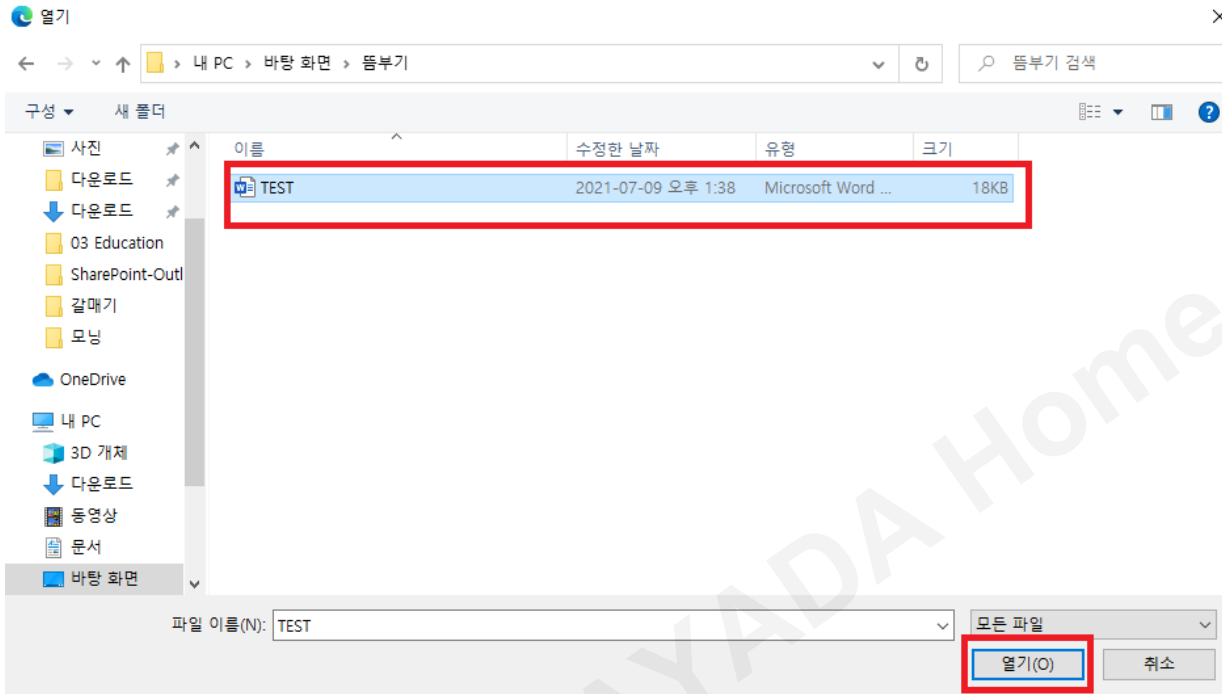 열기
내 PC > 바탕 화면 > 뜸부기
뜸부기 검색
구성 새 폴더
이름 수정한 날짜 유형 크기
TEST 2021-07-09 오후 1:38 Microsoft Word ... 18KB
사진
다운로드
다운로드
03 Education
SharePoint-Outl
갈매기
모닝
OneDrive
내 PC
3D 개체
다운로드
동영상
문서
바탕 화면
파일 이름(N): TEST
모든 파일
열기(O) 취소
YADA Home